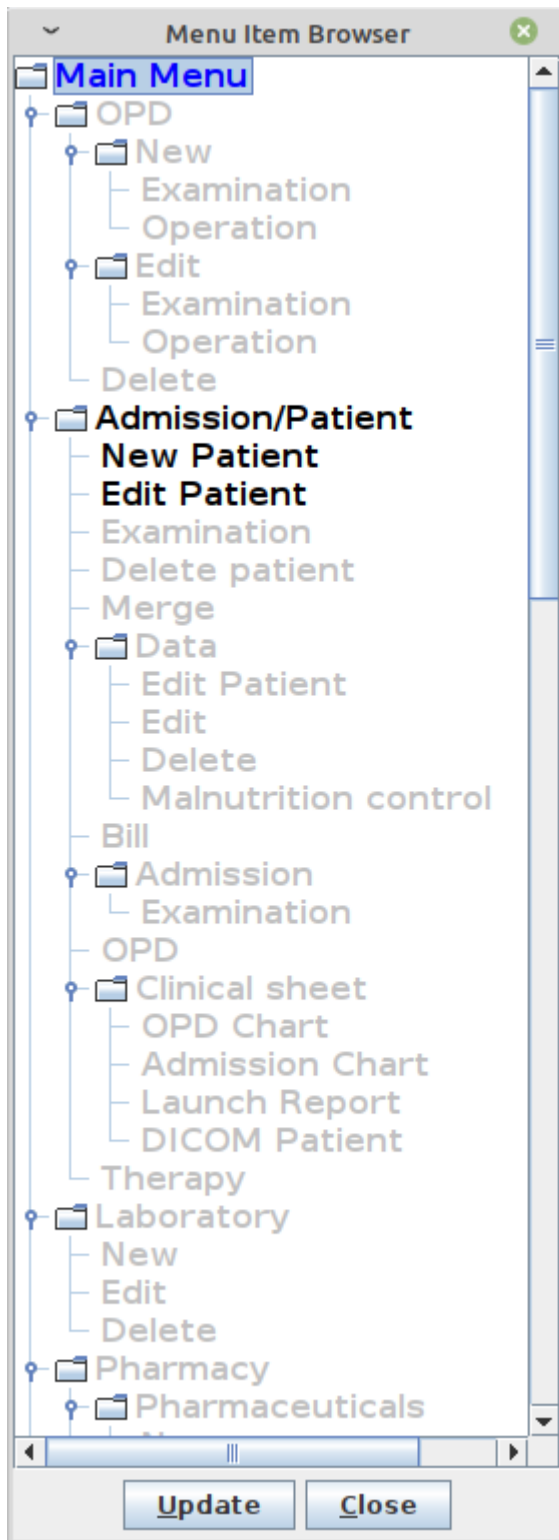 Menu Item Browser
Main Menu
OPD
New
Examination
Operation
Edit
Examination
Operation
Delete
Admission/Patient
New Patient
Edit Patient
Examination
Delete patient
Merge
Data
Edit Patient
Edit
Delete
Malnutrition control
Bill
Admission
Examination
OPD
Clinical sheet
OPD Chart
Admission Chart
Launch Report
DICOM Patient
Therapy
Laboratory
New
Edit
Delete
Pharmacy
Pharmaceuticals
Update Close